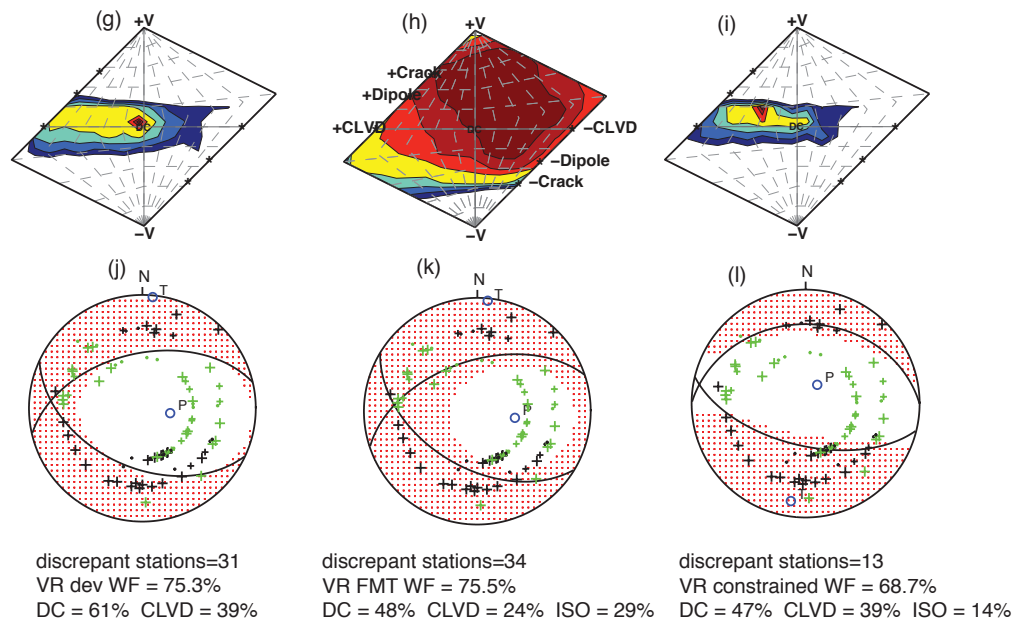 (g) (h) (i)
+V +V +V
+Crack
+Dipole
+CLVD DC −CLVD
DC DC
−Dipole
−Crack
−V −V −V
(j) (k) (l)
N N N
T T
P P P
T
discrepant stations=31
VR dev WF = 75.3%
DC = 61% CLVD = 39%
discrepant stations=34
VR FMT WF = 75.5%
DC = 48% CLVD = 24% ISO = 29%
discrepant stations=13
VR constrained WF = 68.7%
DC = 47% CLVD = 39% ISO = 14%